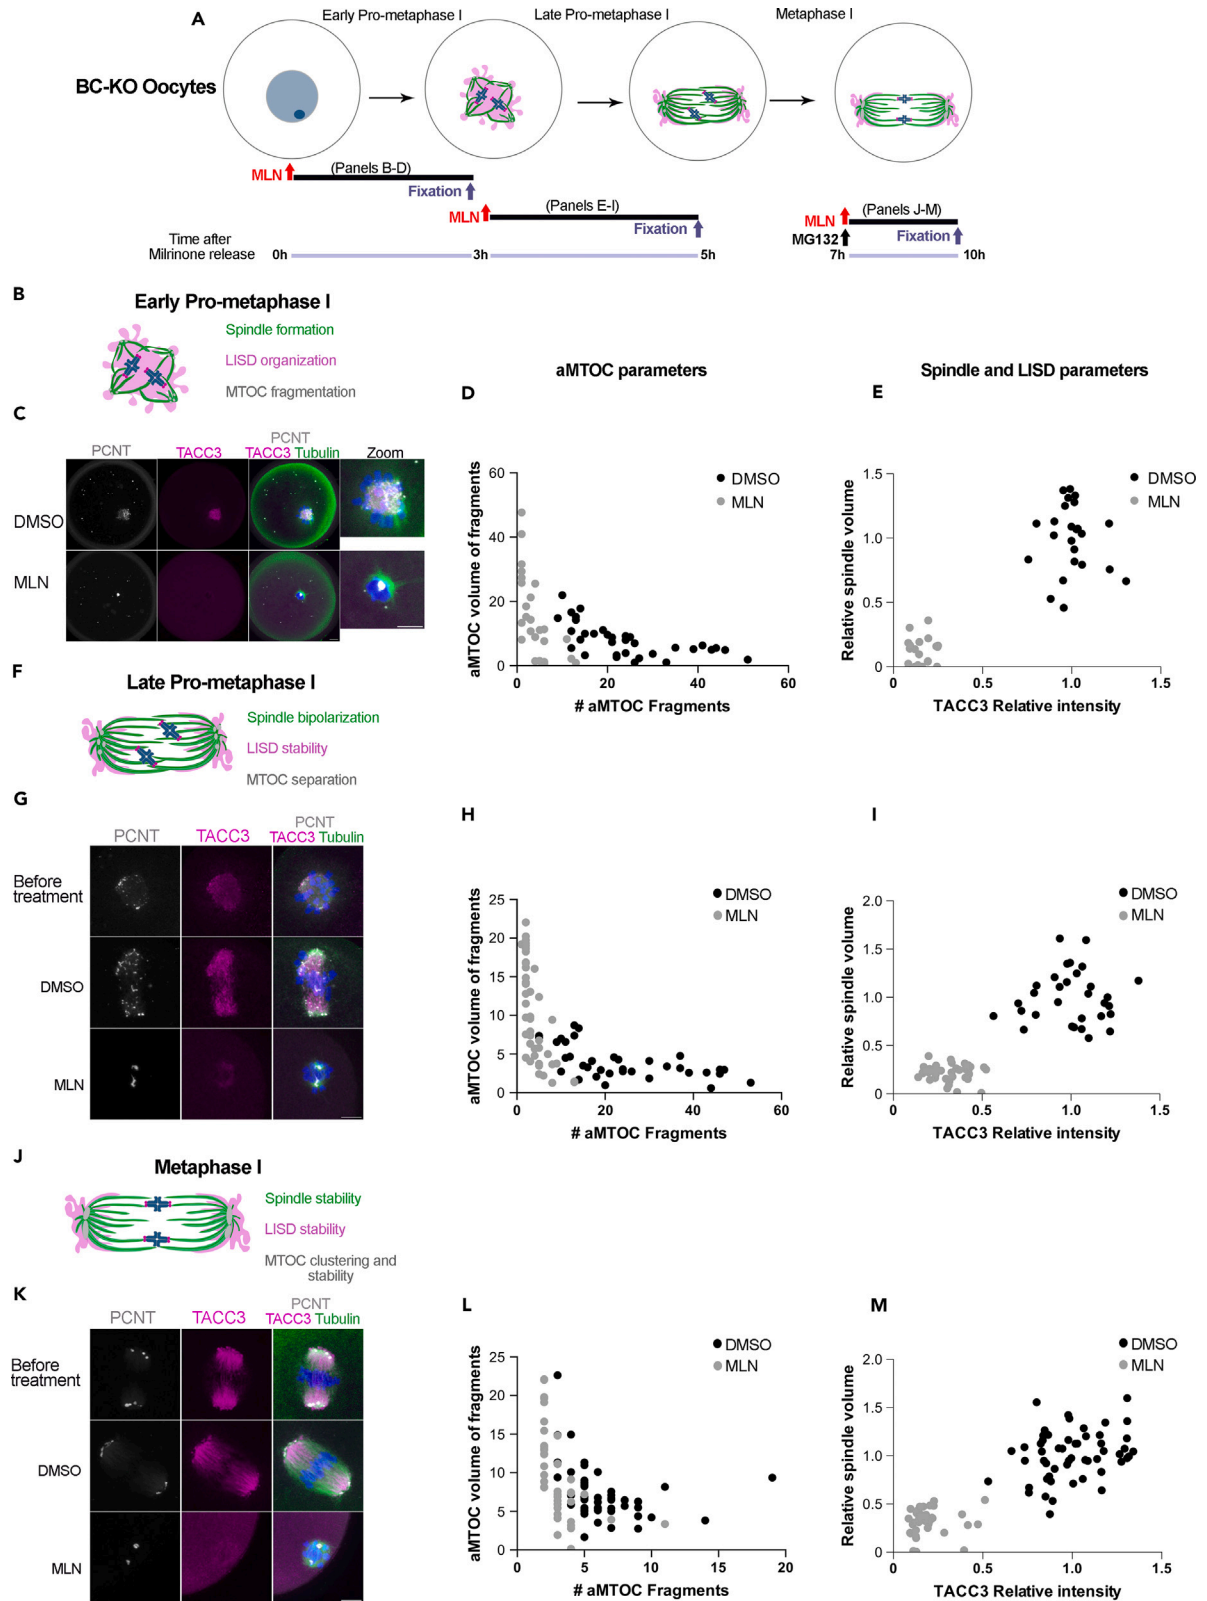 A
Early Pro-metaphase I
Late Pro-metaphase I
Metaphase I
BC-KO Oocytes
MLN
(Panels B-D)
Fixation
MLN
(Panels E-I)
Fixation
MLN
(Panels J-M)
MG132
Fixation
Time after
Milrinone release
0h
3h
5h
7h
10h
B
Early Pro-metaphase I
Spindle formation
LISD organization
MTOC fragmentation
aMTOC parameters
Spindle and LISD parameters
C
PCNT
TACC3
PCNT
TACC3 Tubulin
Zoom
DMSO
MLN
D
DMSO
MLN
aMTOC volume of fragments
60
40
20
0
0
20
40
60
# aMTOC Fragments
E
DMSO
MLN
Relative spindle volume
1.5
1.0
0.5
0
0
0.5
1.0
1.5
TACC3 Relative intensity
F
Late Pro-metaphase I
Spindle bipolarization
LISD stability
MTOC separation
G
PCNT
TACC3
PCNT
TACC3 Tubulin
Before
treatment
DMSO
MLN
H
DMSO
MLN
aMTOC volume of fragments
25
20
15
10
5
0
0
20
40
60
# aMTOC Fragments
I
DMSO
MLN
Relative spindle volume
2.0
1.5
1.0
0.5
0
0
0.5
1.0
1.5
TACC3 Relative intensity
J
Metaphase I
Spindle stability
LISD stability
MTOC clustering and
stability
K
PCNT
TACC3
PCNT
TACC3 Tubulin
Before
treatment
DMSO
MLN
L
DMSO
MLN
aMTOC volume of fragments
25
20
15
10
5
0
0
5
10
15
20
# aMTOC Fragments
M
DMSO
MLN
Relative spindle volume
2.0
1.5
1.0
0.5
0
0
0.5
1.0
1.5
TACC3 Relative intensity